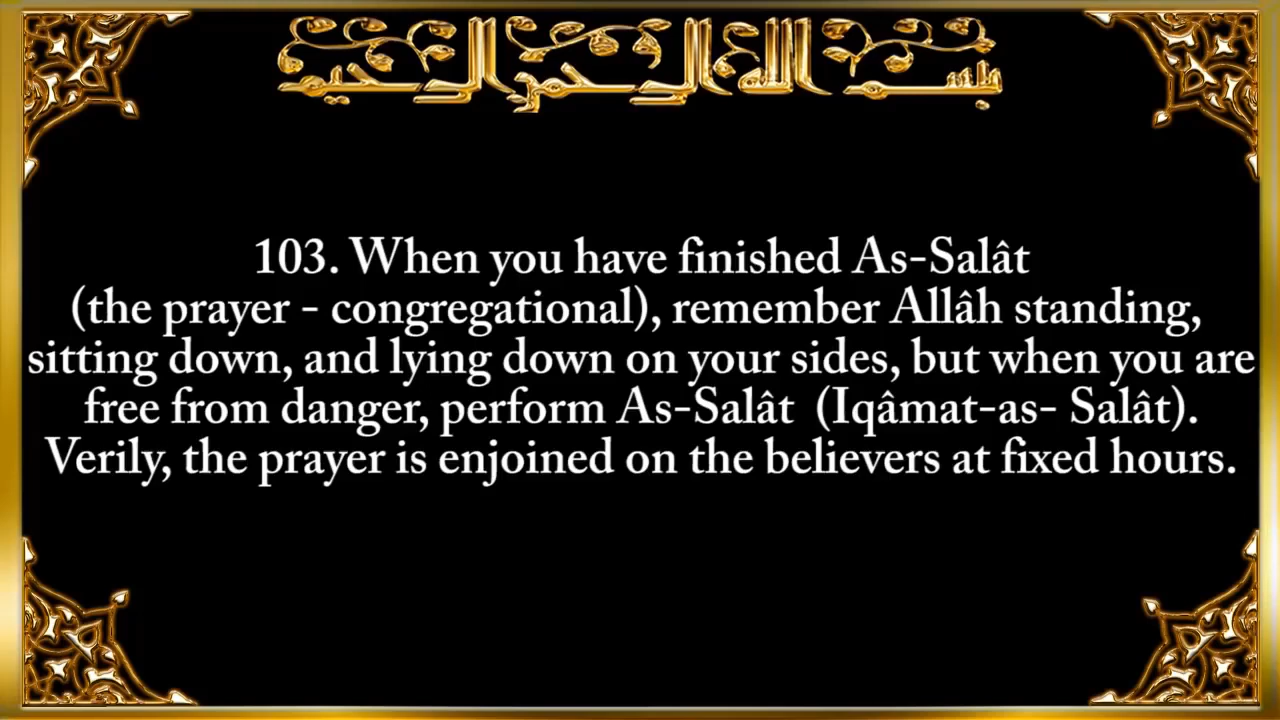 بسم الله الرحمن الرحيم
103. When you have finished As-Salât
(the prayer - congregational), remember Allâh standing,
sitting down, and lying down on your sides, but when you are
free from danger, perform As-Salât (Iqâmat-as- Salât).
Verily, the prayer is enjoined on the believers at fixed hours.